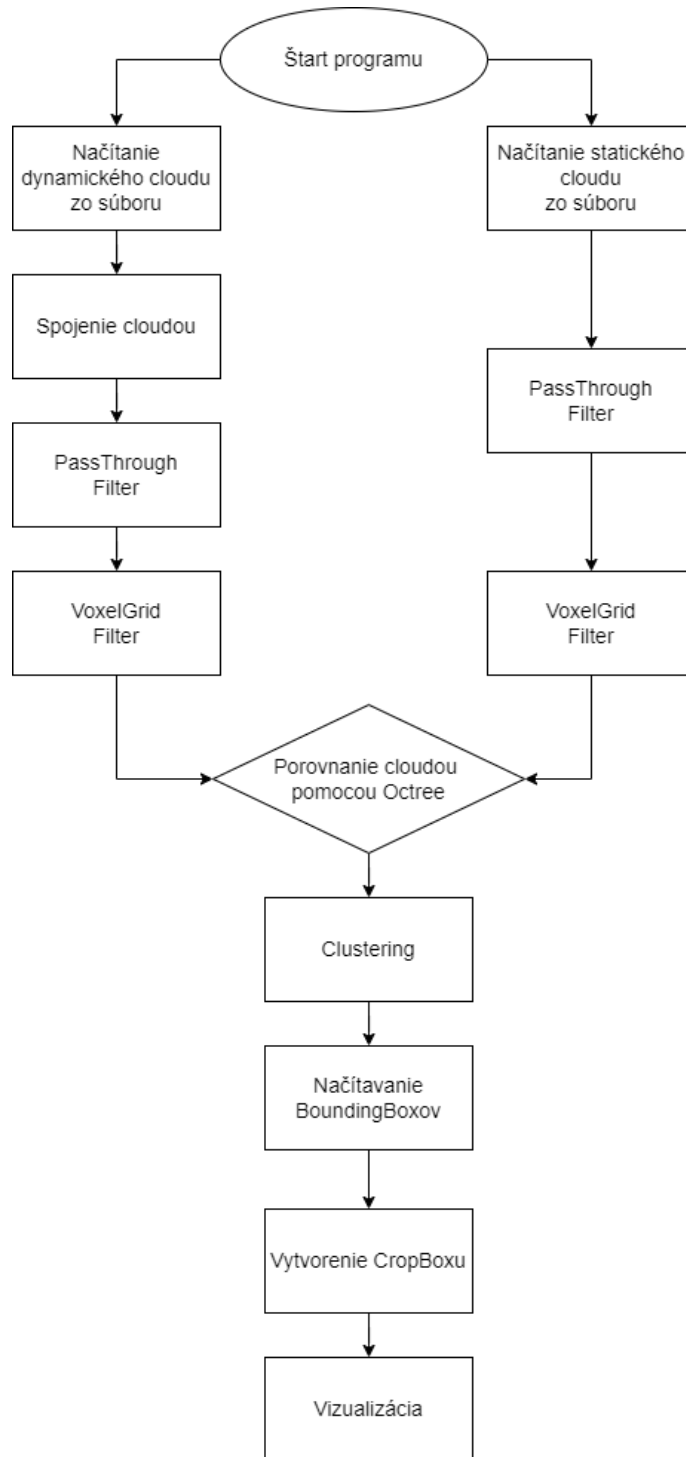 Štart programu
Načítanie
dynamického cloudu
zo súboru
Načítanie statického
cloudu
zo súboru
Spojenie cloudou
PassThrough
Filter
PassThrough
Filter
VoxelGrid
Filter
VoxelGrid
Filter
Porovnanie cloudou
pomocou Octree
Clustering
Načítavanie
BoundingBoxov
Vytvorenie CropBoxu
Vizualizácia